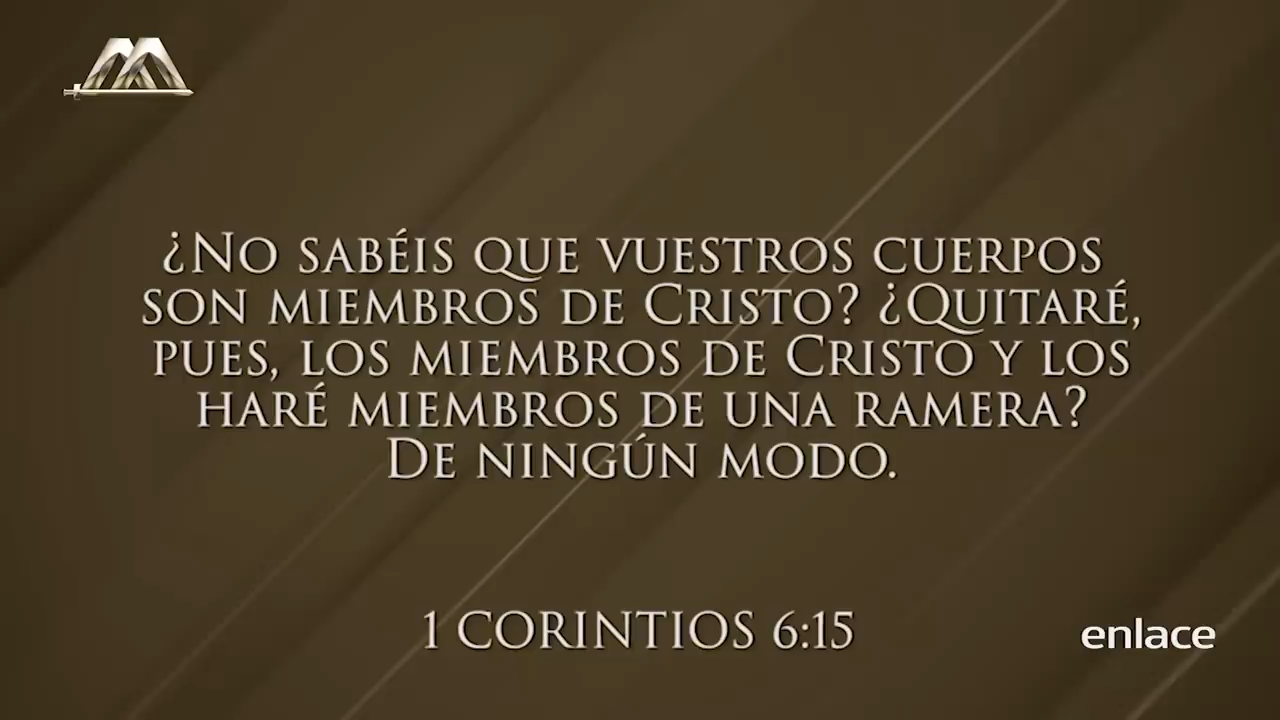 ¿No sabéis que vuestros cuerpos
son miembros de Cristo? ¿Quitaré,
pues, los miembros de Cristo y los
haré miembros de una ramera?
De ningún modo.
1 CORINTIOS 6:15
enlace